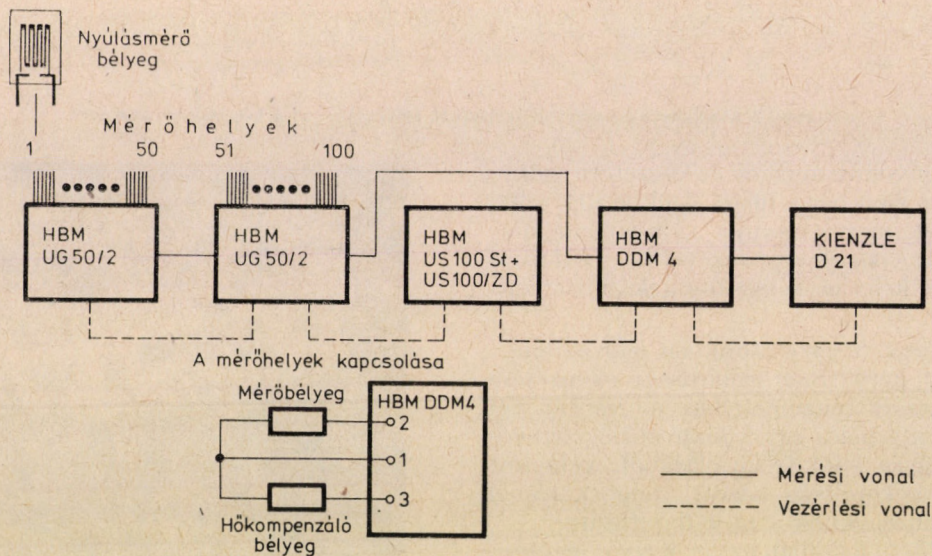 Nyúlásmérő
bélyeg
Mérőhelyek
1 50 51 100
HBM
UG 50/2
HBM
UG 50/2
HBM
US 100 St +
US 100/ZD
HBM
DDM 4
KIENZLE
D 21
A mérőhelyek kapcsolása
Mérőbélyeg
HBM DDM4
2
1
3
Hőkompenzáló
bélyeg
Mérési vonal
Vezérlési vonal